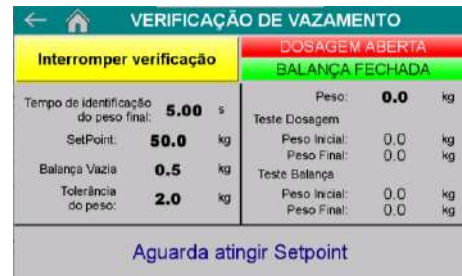 VERIFICAÇÃO DE VAZAMENTO
Interromper verificação
DOSAGEM ABERTA
BALANÇA FECHADA
Tempo de identificação
do peso final: 5.00 s
SetPoint: 50.0 kg
Balança Vazia 0.5 kg
Tolerância
do peso: 2.0 kg
Peso: 0.0 kg
Teste Dosagem
Peso Inicial: 0.0 kg
Peso Final: 0.0 kg
Teste Balança
Peso Inicial: 0.0 kg
Peso Final: 0.0 kg
Aguarda atingir Setpoint